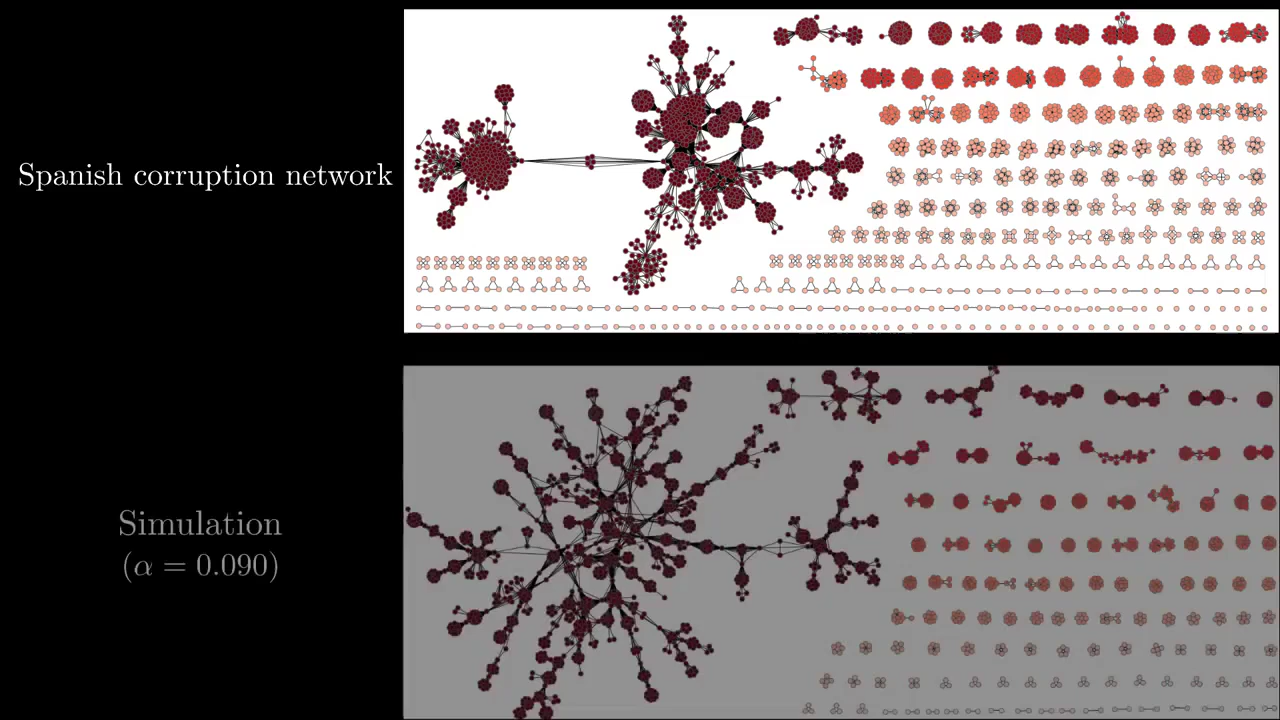 Spanish corruption network
Simulation
(α = 0.090)